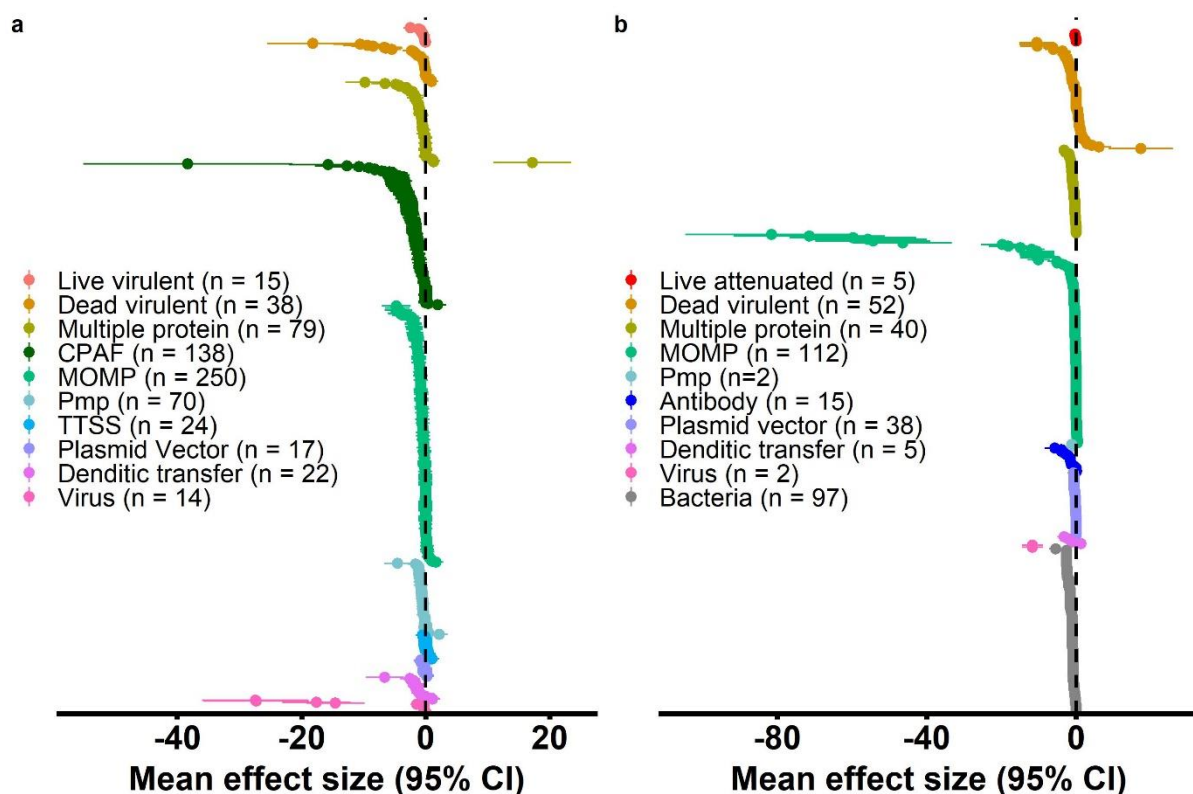 a
Live virulent (n = 15)
Dead virulent (n = 38)
Multiple protein (n = 79)
CPAF (n = 138)
MOMP (n = 250)
Pmp (n = 70)
TTSS (n = 24)
Plasmid Vector (n = 17)
Denditic transfer (n = 22)
Virus (n = 14)
-40 -20 0 20
Mean effect size (95% CI)
b
Live attenuated (n = 5)
Dead virulent (n = 52)
Multiple protein (n = 40)
MOMP (n = 112)
Pmp (n=2)
Antibody (n = 15)
Plasmid vector (n = 38)
Denditic transfer (n = 5)
Virus (n = 2)
Bacteria (n = 97)
-80 -40 0
Mean effect size (95% CI)